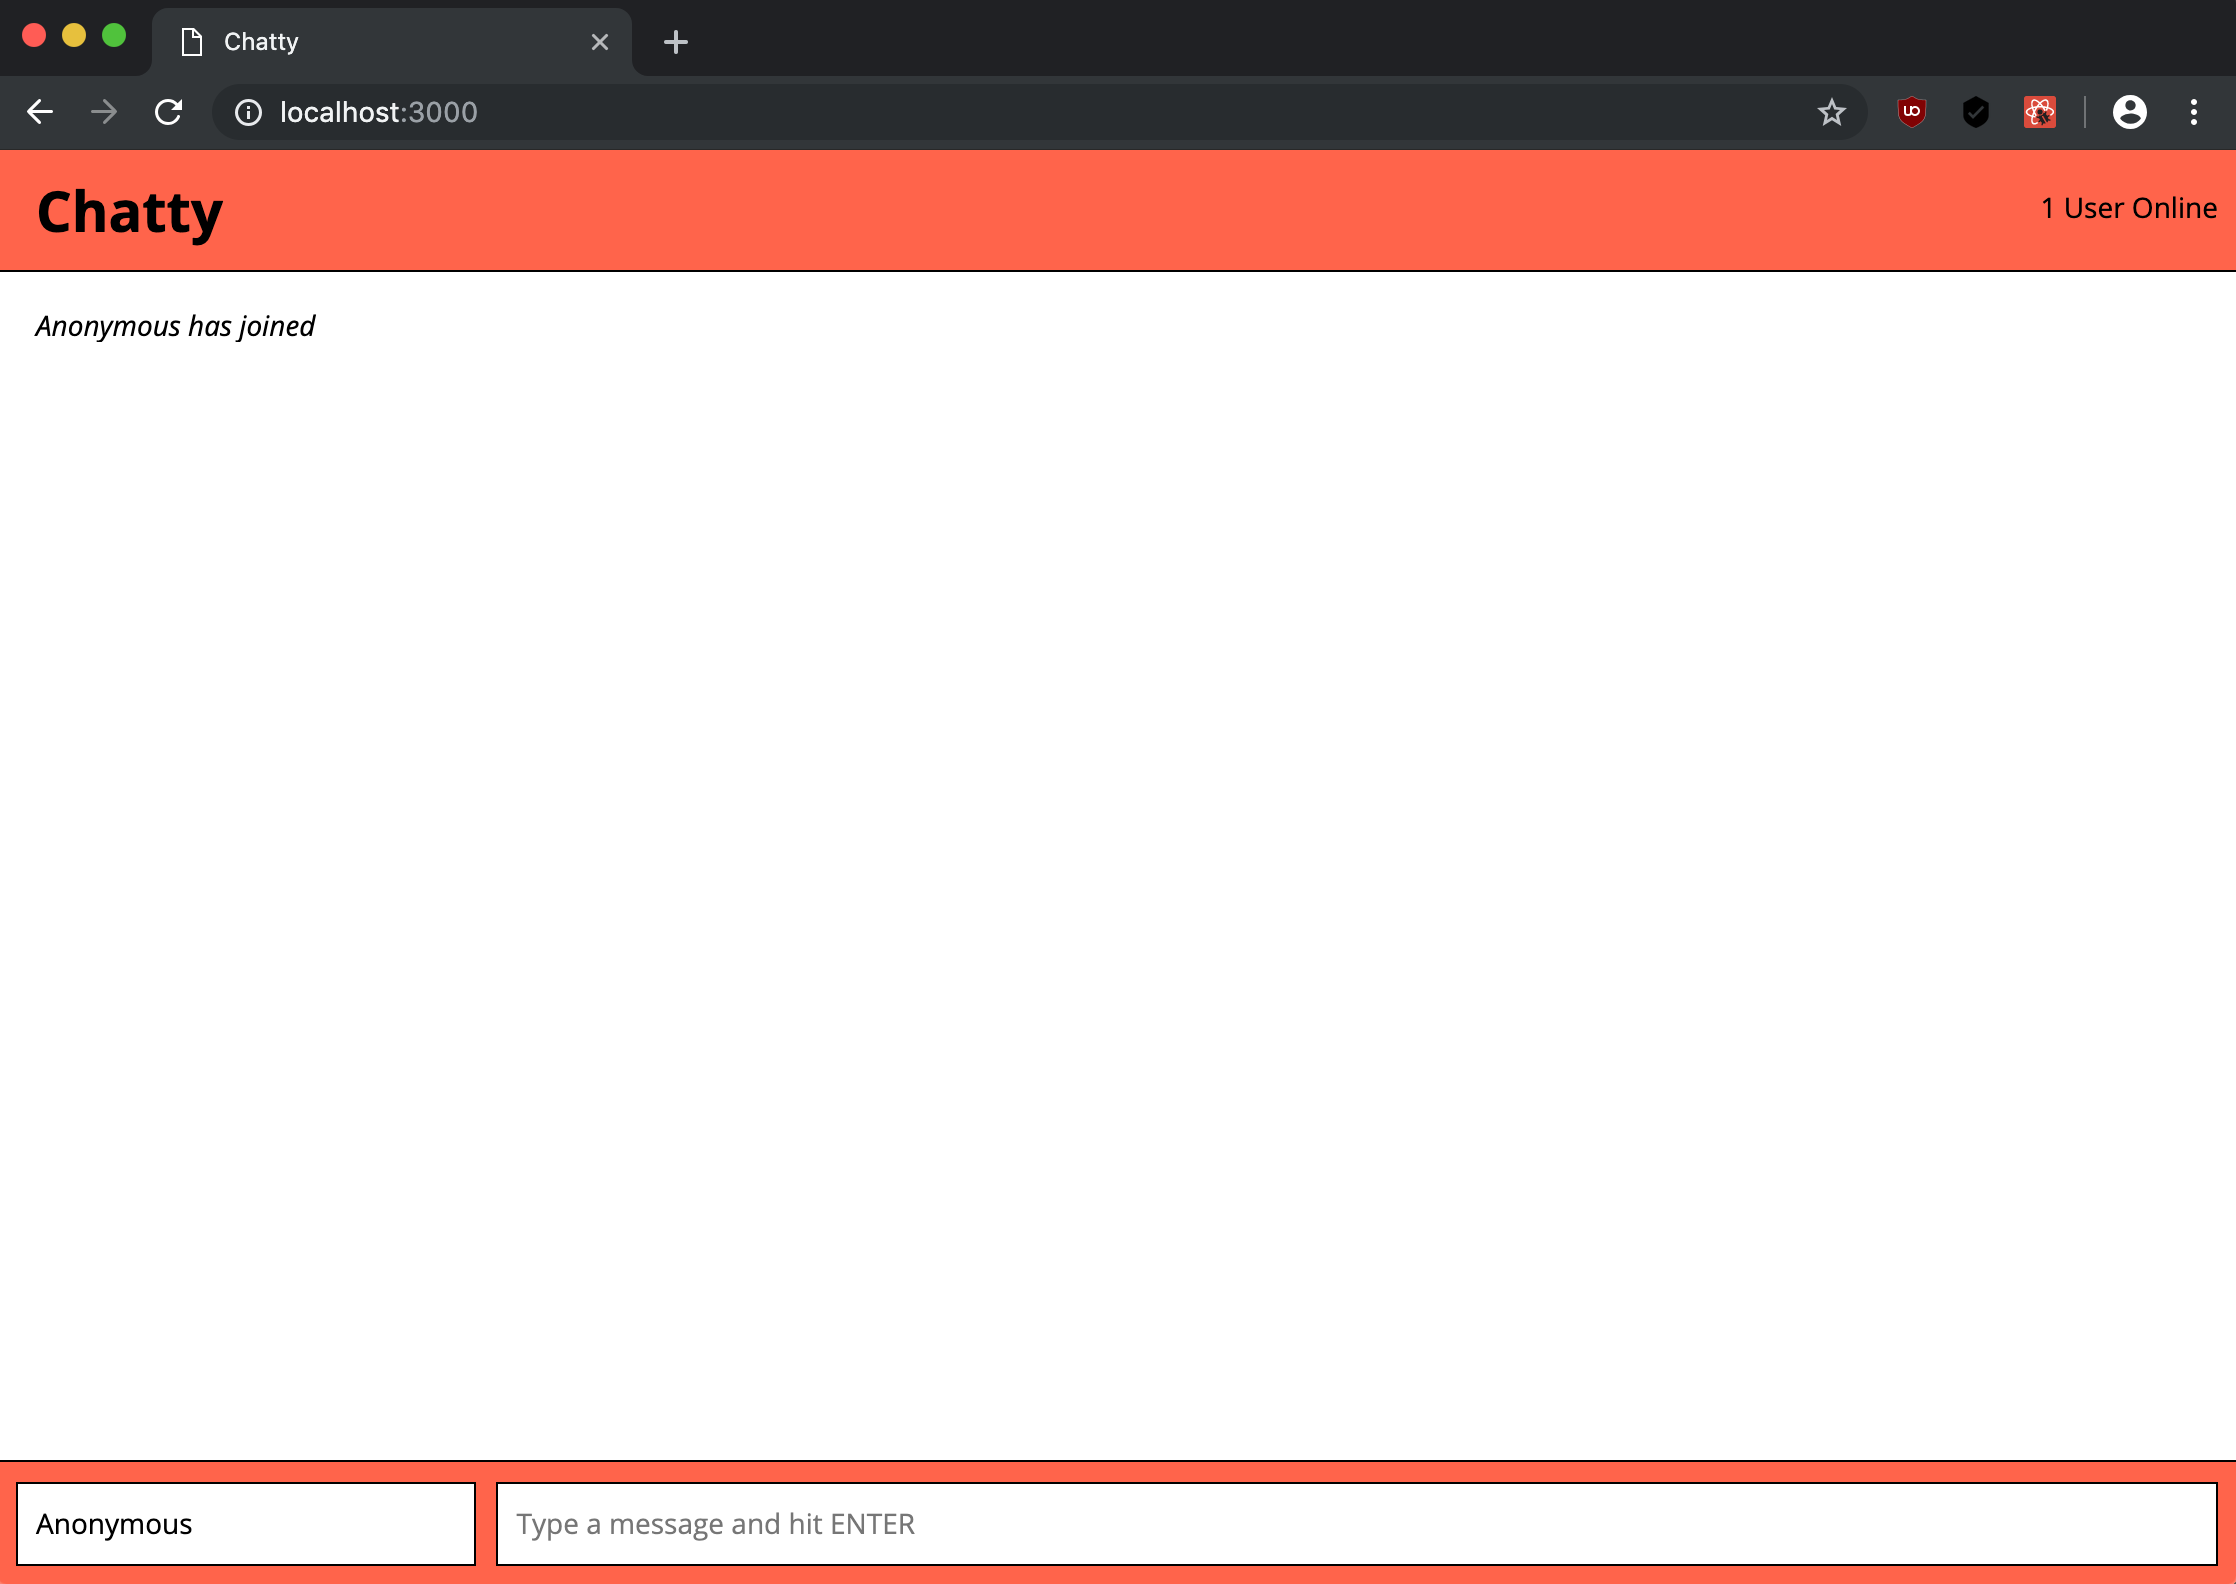 Chatty
localhost:3000
Chatty
1 User Online
Anonymous has joined
Anonymous
Type a message and hit ENTER